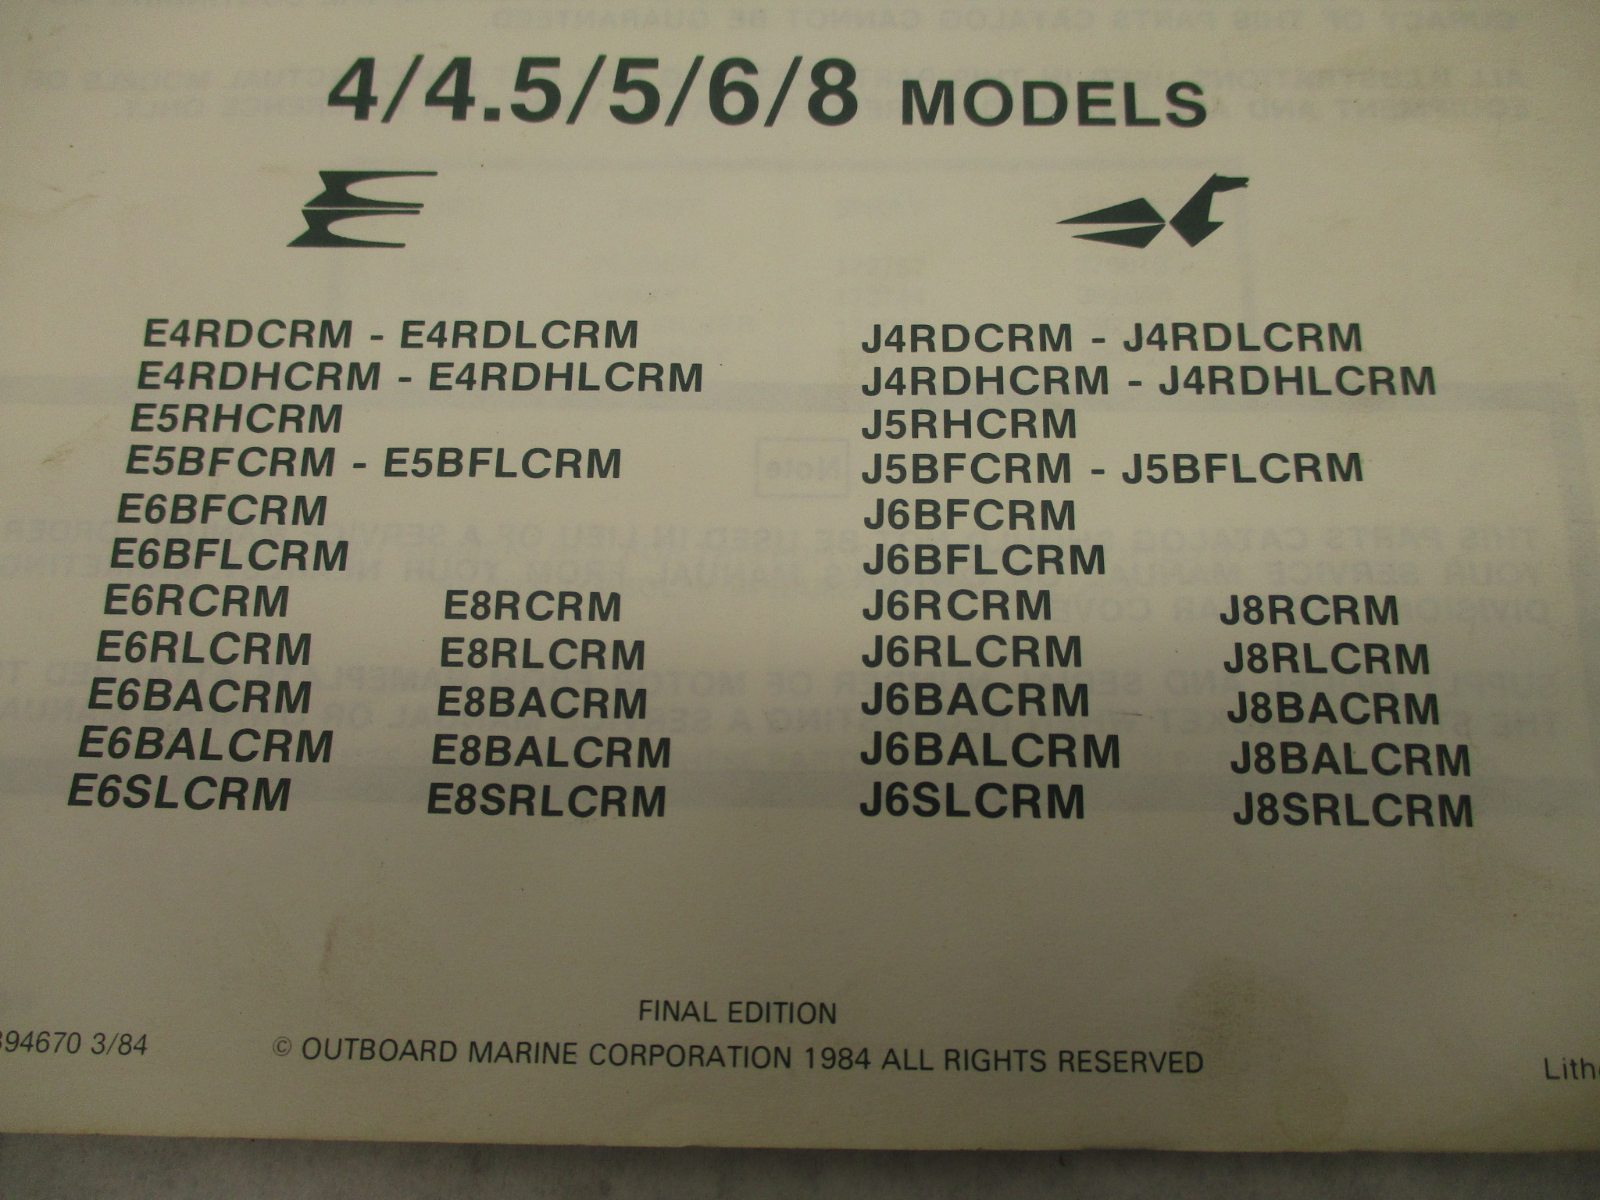 4/4.5/5/6/8 MODELS
E4RDCRM - E4RDLCRM
E4RDHCRM - E4RDHLCRM
E5RHCRM
E5BFCRM - E5BFLCRM
E6BFCRM
E6BFLCRM
E6RCRM E8RCRM
E6RLCRM E8RLCRM
E6BACRM E8BACRM
E6BALCRM E8BALCRM
E6SLCRM E8SRLCRM
J4RDCRM - J4RDLCRM
J4RDHCRM - J4RDHLCRM
J5RHCRM
J5BFCRM - J5BFLCRM
J6BFCRM
J6BFLCRM
J6RCRM J8RCRM
J6RLCRM J8RLCRM
J6BACRM J8BACRM
J6BALCRM J8BALCRM
J6SLCRM J8SRLCRM
FINAL EDITION
394670 3/84
© OUTBOARD MARINE CORPORATION 1984 ALL RIGHTS RESERVED